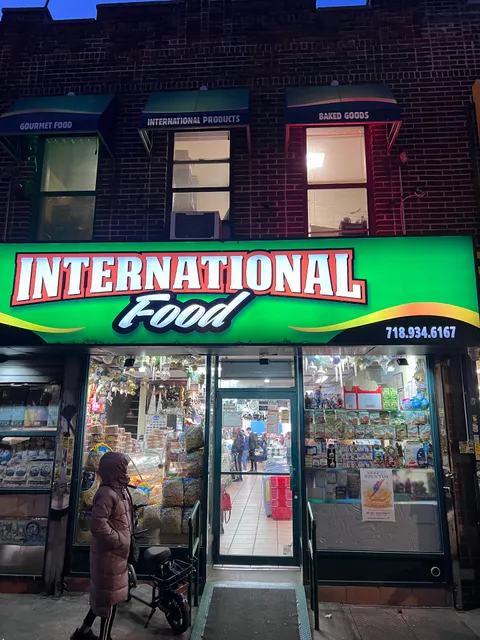 GOURMET FOOD
INTERNATIONAL PRODUCTS
BAKED GOODS
INTERNATIONAL
Food
718.934.6167